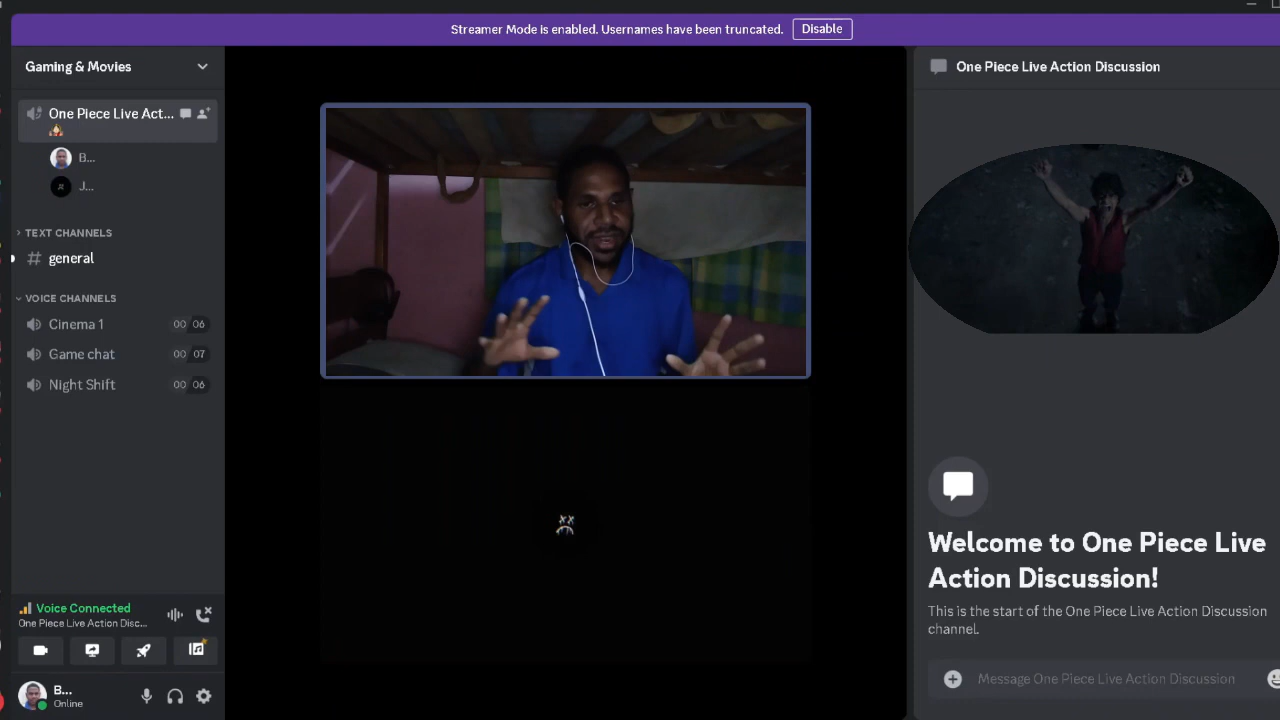 Streamer Mode is enabled. Usernames have been truncated.
Disable
Gaming & Movies
One Piece Live Act...
B...
J...
TEXT CHANNELS
# general
VOICE CHANNELS
Cinema 1 00 06
Game chat 00 07
Night Shift 00 06
Voice Connected
One Piece Live Action Disc...
B...
Online
One Piece Live Action Discussion
Welcome to One Piece Live
Action Discussion!
This is the start of the One Piece Live Action Discussion
channel.
Message One Piece Live Action Discussion